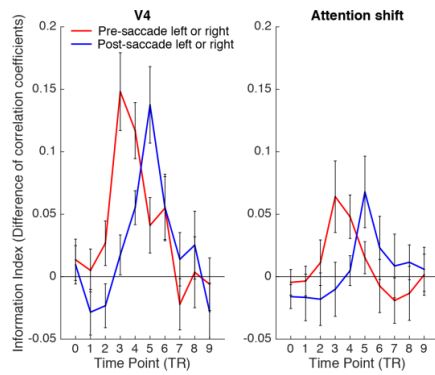 V4
Attention shift
Pre-saccade left or right
Post-saccade left or right
Information Index (Difference of correlation coefficients)
0.2
0.15
0.1
0.05
0
-0.05
0 1 2 3 4 5 6 7 8 9
Time Point (TR)
0.2
0.15
0.1
0.05
0
-0.05
0 1 2 3 4 5 6 7 8 9
Time Point (TR)